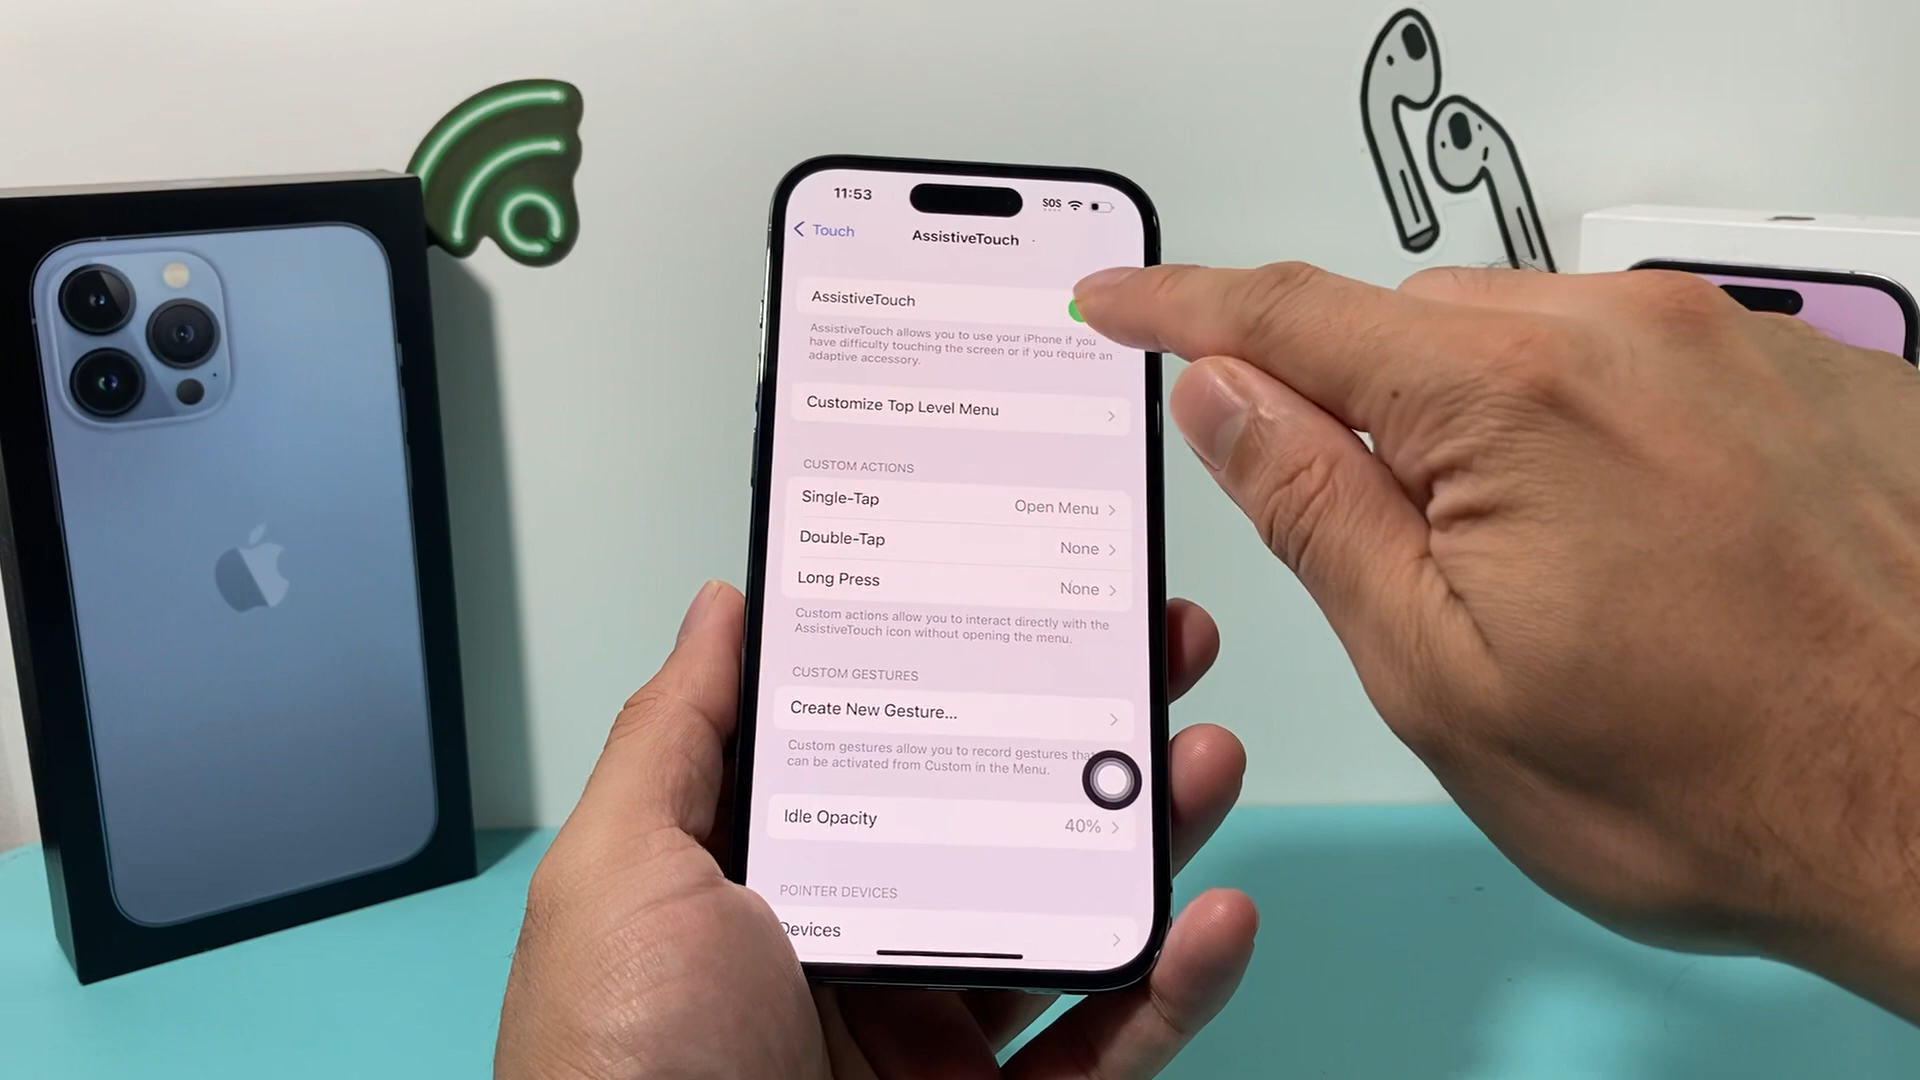 11:53
SOS
Touch
AssistiveTouch
AssistiveTouch
AssistiveTouch allows you to use your iPhone if you
have difficulty touching the screen or if you require an
adaptive accessory.
Customize Top Level Menu
CUSTOM ACTIONS
Single-Tap Open Menu
Double-Tap None
Long Press None
Custom actions allow you to interact directly with the
AssistiveTouch icon without opening the menu.
CUSTOM GESTURES
Create New Gesture...
Custom gestures allow you to record gestures that
can be activated from Custom in the Menu.
Idle Opacity 40%
POINTER DEVICES
Devices